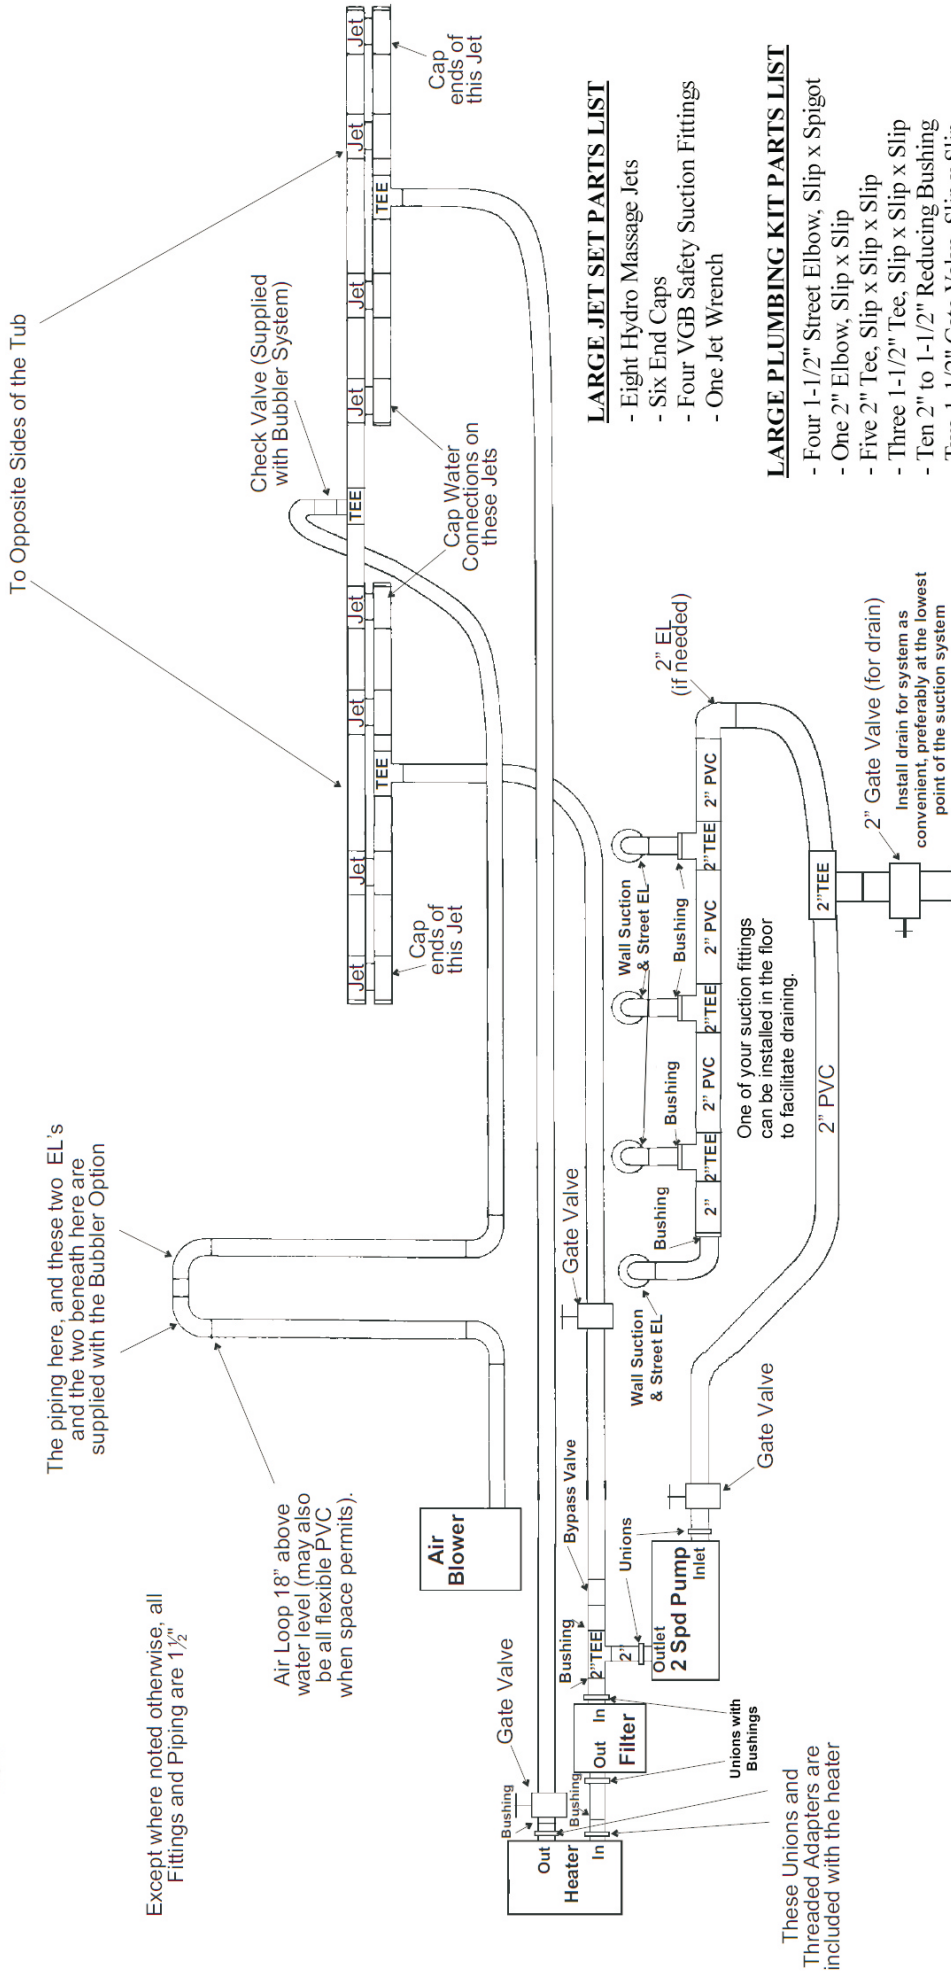 To Opposite Sides of the Tub
The piping here, and these two EL's
and the two beneath here are
supplied with the Bubbler Option
Except where noted otherwise, all
Fittings and Piping are 1½"
Air Loop 18" above
water level (may also
be all flexible PVC
when space permits).
Check Valve (Supplied
with Bubbler System)
Jet
Jet
Jet
Jet
TEE
Jet
Jet
Jet
Jet
TEE
TEE
Cap
ends of
this Jet
Cap Water
Connections on
these Jets
Cap
ends of
this Jet
Air
Blower
Gate Valve
Bushing
Out
Heater
In
Bushing
Out
In
Filter
Bushing
2"TEE
2"
Bypass Valve
Gate Valve
Unions
Outlet
2 Spd Pump
Inlet
Unions with
Bushings
These Unions and
Threaded Adapters are
included with the heater
Gate Valve
Wall Suction
& Street EL
Bushing
2"
2"TEE
Bushing
2" PVC
2"TEE
Wall Suction
& Street EL
Bushing
2" PVC
2"TEE
2" PVC
2" EL
(if needed)
One of your suction fittings
can be installed in the floor
to facilitate draining.
2" PVC
2"TEE
2" Gate Valve (for drain)
Install drain for system as
convenient, preferably at the lowest
point of the suction system
LARGE JET SET PARTS LIST
- Eight Hydro Massage Jets
- Six End Caps
- Four VGB Safety Suction Fittings
- One Jet Wrench
LARGE PLUMBING KIT PARTS LIST
- Four 1-1/2" Street Elbow, Slip x Spigot
- One 2" Elbow, Slip x Slip
- Five 2" Tee, Slip x Slip x Slip
- Three 1-1/2" Tee, Slip x Slip x Slip
- Ten 2" to 1-1/2" Reducing Bushing